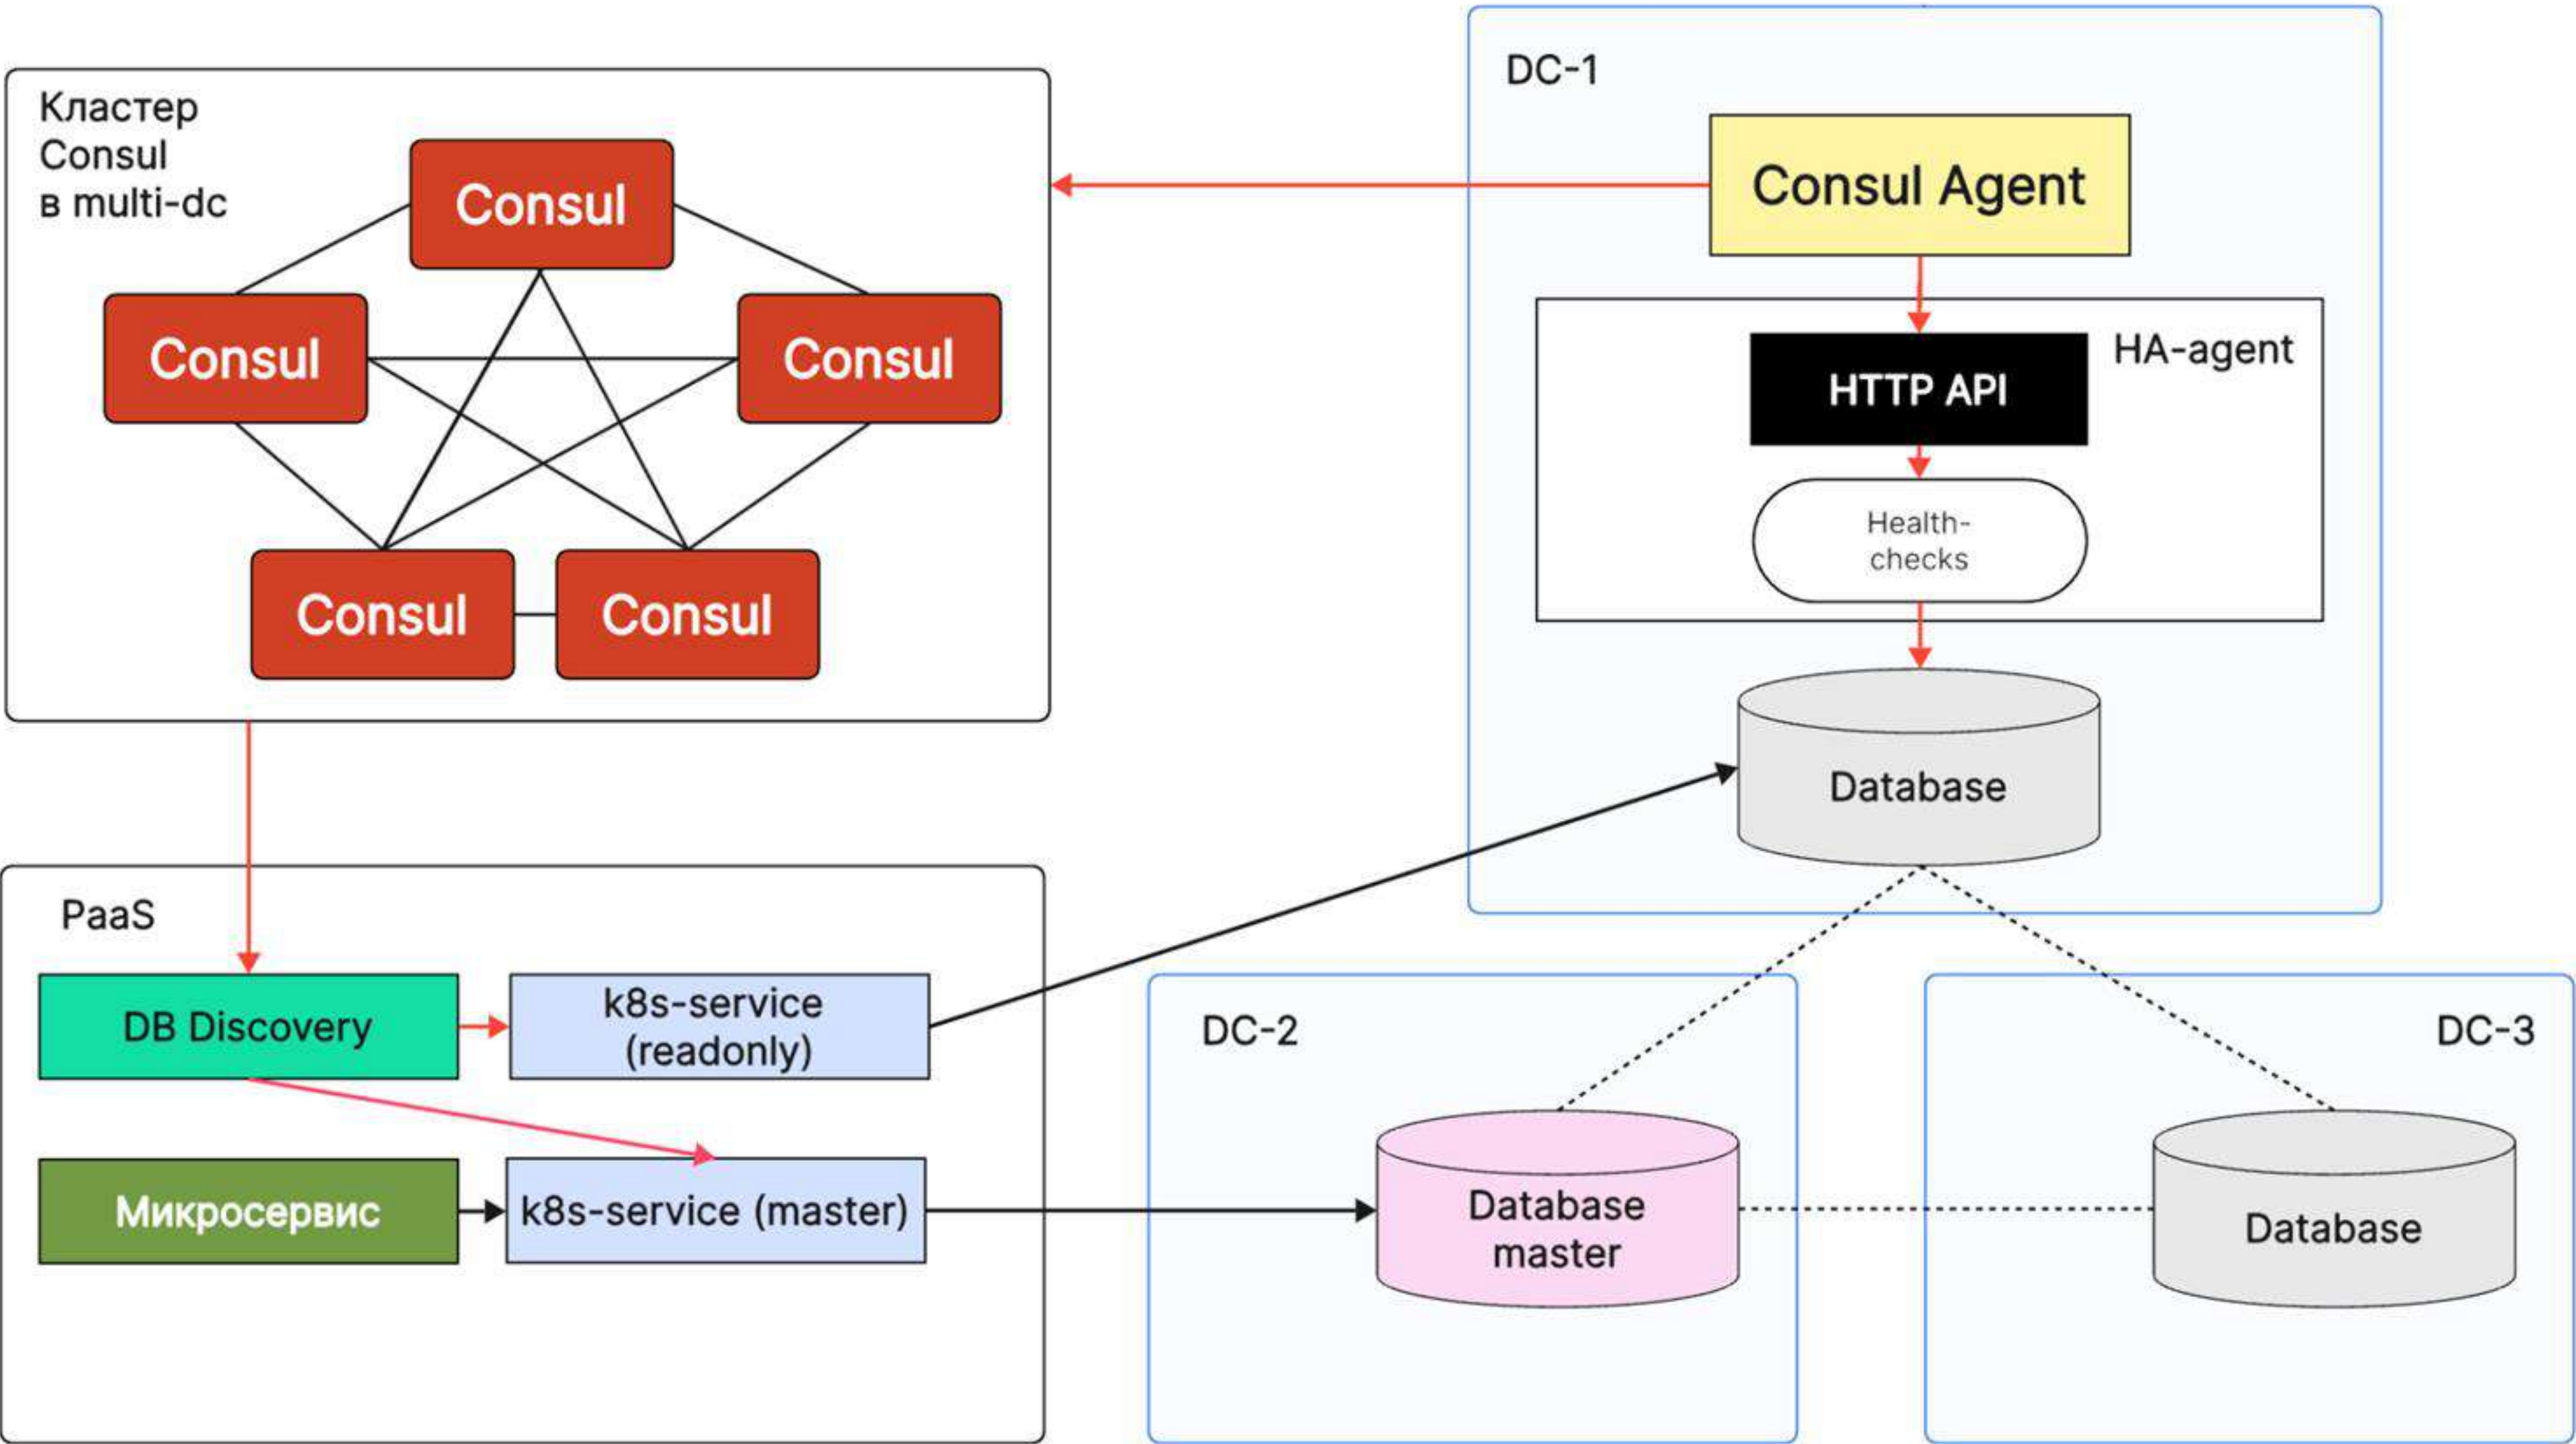 Кластер
Consul
в multi-dc
Consul
Consul
Consul
Consul
Consul
DC-1
Consul Agent
HA-agent
HTTP API
Health-
checks
Database
PaaS
DB Discovery
k8s-service
(readonly)
Микросервис
k8s-service (master)
DC-2
Database
master
DC-3
Database